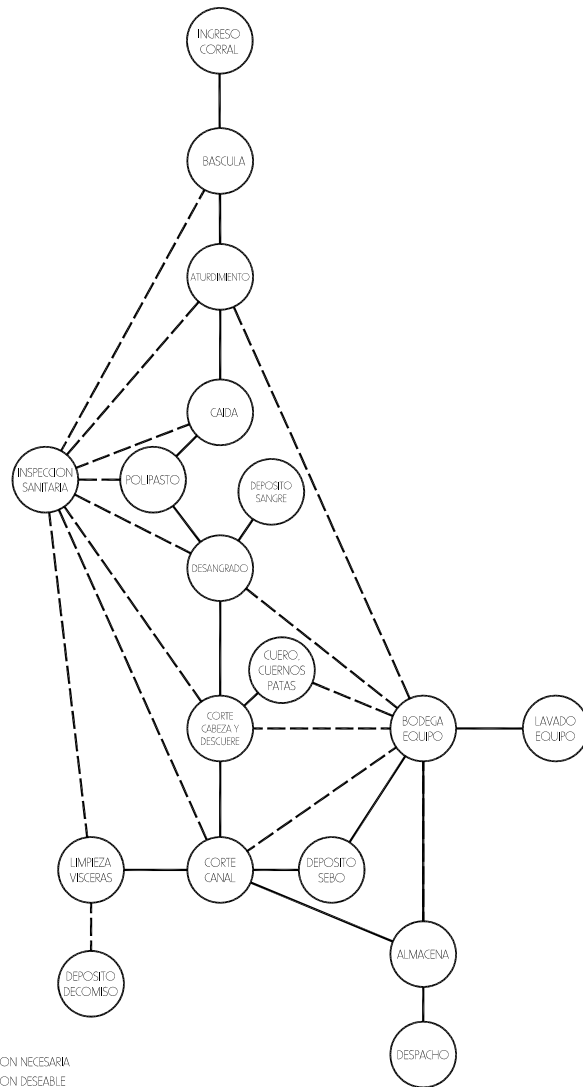 INGRESO
CORRAL
BASCULA
ATURDIMIENTO
CAIDA
INSPECCION
SANITARIA
POLIPASTO
DEPOSITO
SANGRE
DESANGRADO
CUERO,
CUERNOS
PATAS
CORTE
CABEZA Y
DESCUERE
BODEGA
EQUIPO
LAVADO
EQUIPO
LIMPIEZA
VISCERAS
CORTE
CANAL
DEPOSITO
SEBO
DEPOSITO
DECOMISO
ALMACENA
DESPACHO
ON NECESARIA
ON DESEABLE